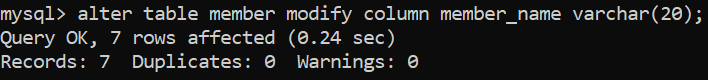 mysql> alter table member modify column member_name varchar(20);
Query OK, 7 rows affected (0.24 sec)
Records: 7  Duplicates: 0  Warnings: 0